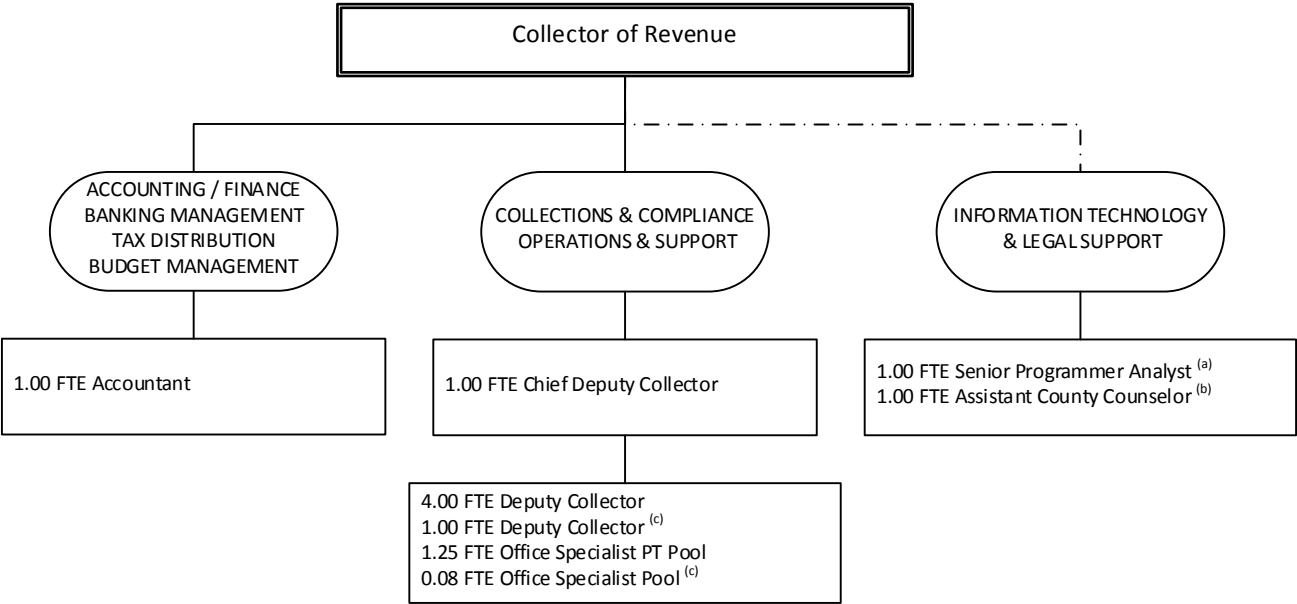 Collector of Revenue
ACCOUNTING / FINANCE
BANKING MANAGEMENT
TAX DISTRIBUTION
BUDGET MANAGEMENT
COLLECTIONS & COMPLIANCE
OPERATIONS & SUPPORT
INFORMATION TECHNOLOGY
& LEGAL SUPPORT
1.00 FTE Accountant
1.00 FTE Chief Deputy Collector
1.00 FTE Senior Programmer Analyst (a)
1.00 FTE Assistant County Counselor (b)
4.00 FTE Deputy Collector
1.00 FTE Deputy Collector (c)
1.25 FTE Office Specialist PT Pool
0.08 FTE Office Specialist Pool (c)